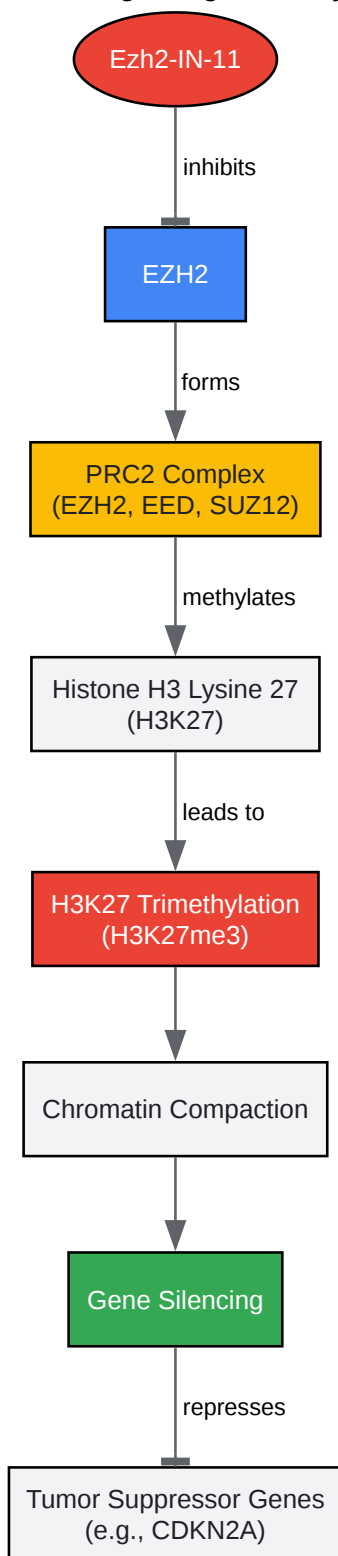 Ezh2-IN-11
inhibits
EZH2
forms
PRC2 Complex
(EZH2, EED, SUZ12)
methylates
Histone H3 Lysine 27
(H3K27)
leads to
H3K27 Trimethylation
(H3K27me3)
Chromatin Compaction
Gene Silencing
represses
Tumor Suppressor Genes
(e.g., CDKN2A)